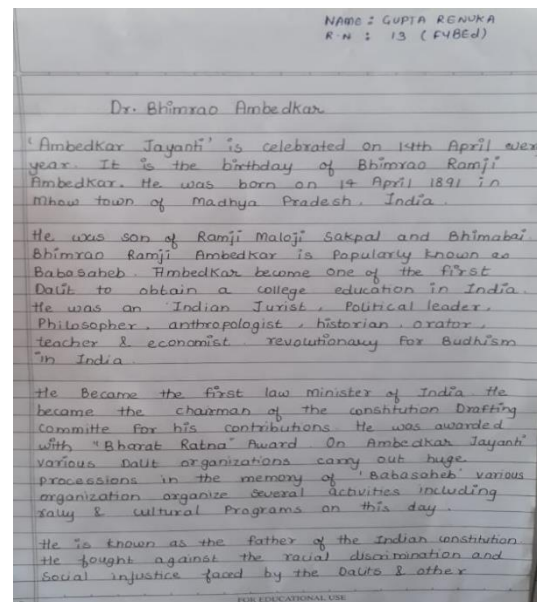 NAME : GUPTA RENUKA
R.N : 13 (FYBEd)
Dr. Bhimrao Ambedkar
'Ambedkar Jayanti' is celebrated on 14th April ever
year. It is the birthday of Bhimrao Ramji
Ambedkar. He was born on 14 April 1891 in
Mhow town of Madhya Pradesh. India.
He was son of Ramji Maloji Sakpal and Bhimabai.
Bhimrao Ramji Ambedkar is Popularly known as
Babasaheb. Ambedkar become one of the first
Dalit to obtain a college education in India.
He was an Indian Jurist, Political leader,
Philosopher, anthropologist, historian, orator,
teacher & economist. revolutionary For Budhism
in India.
He Became the first law minister of India. He
became the chairman of the constitution Drafting
committe For his contributions. He was awarded
with "Bharat Ratna" Award. On Ambedkar Jayanti
various Dalit organizations carry out huge
processions in the memory of 'Babasaheb' various
organization organize Several activities including
rally & cultural Programs on this day.
He is known as the father of the Indian constitution.
He fought against the racial discrimination and
Social injustice faced by the Dalits & other
FOR EDUCATIONAL USE